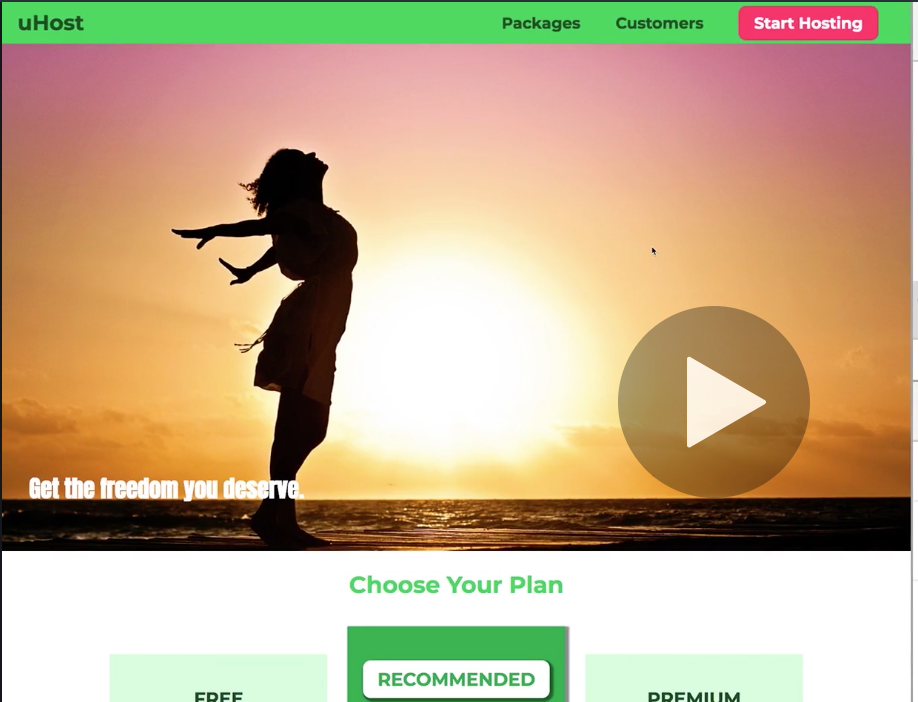 uHost
Packages
Customers
Start Hosting
Get the freedom you deserve.
Choose Your Plan
FREE
RECOMMENDED
PREMIUM